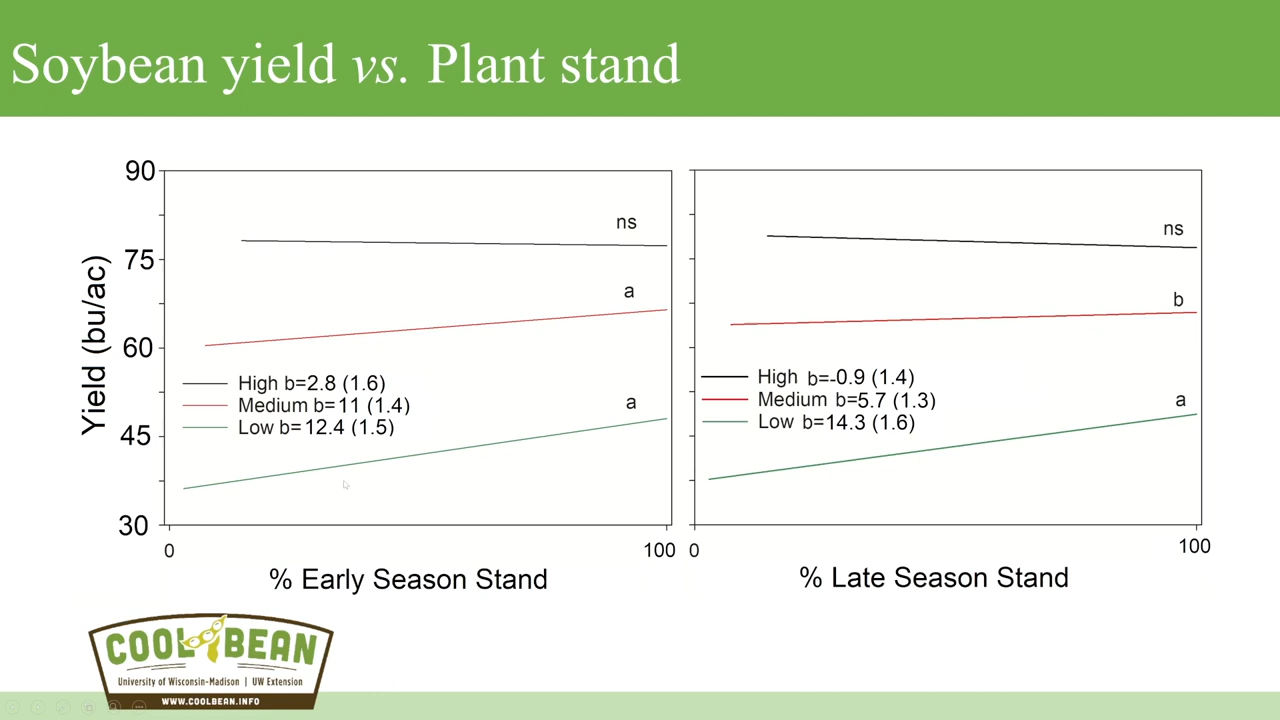 Soybean yield vs. Plant stand
90
75
60
45
30
Yield (bu/ac)
ns
a
High b=2.8 (1.6)
Medium b=11 (1.4)
Low b=12.4 (1.5)
a
0
100
% Early Season Stand
ns
b
High b=-0.9 (1.4)
Medium b=5.7 (1.3)
Low b=14.3 (1.6)
a
0
100
% Late Season Stand
COOL BEAN
University of Wisconsin-Madison | UW Extension
WWW.COOLBEAN.INFO